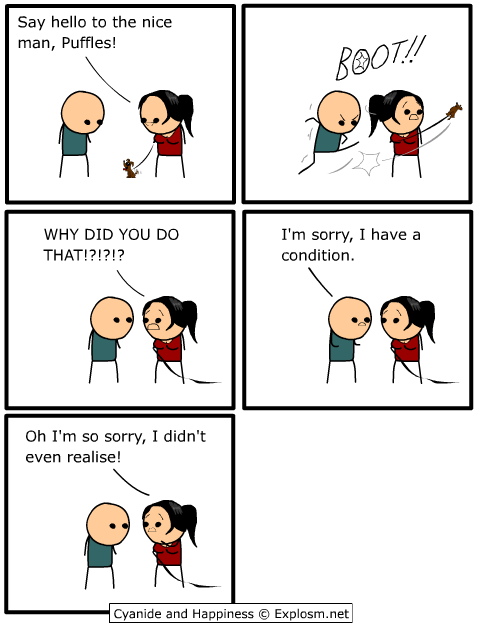 Say hello to the nice
man, Puffles!
BOOT!!
WHY DID YOU DO
THAT!?!?!?
I'm sorry, I have a
condition.
Oh I'm so sorry, I didn't
even realise!
Cyanide and Happiness © Explosm.net